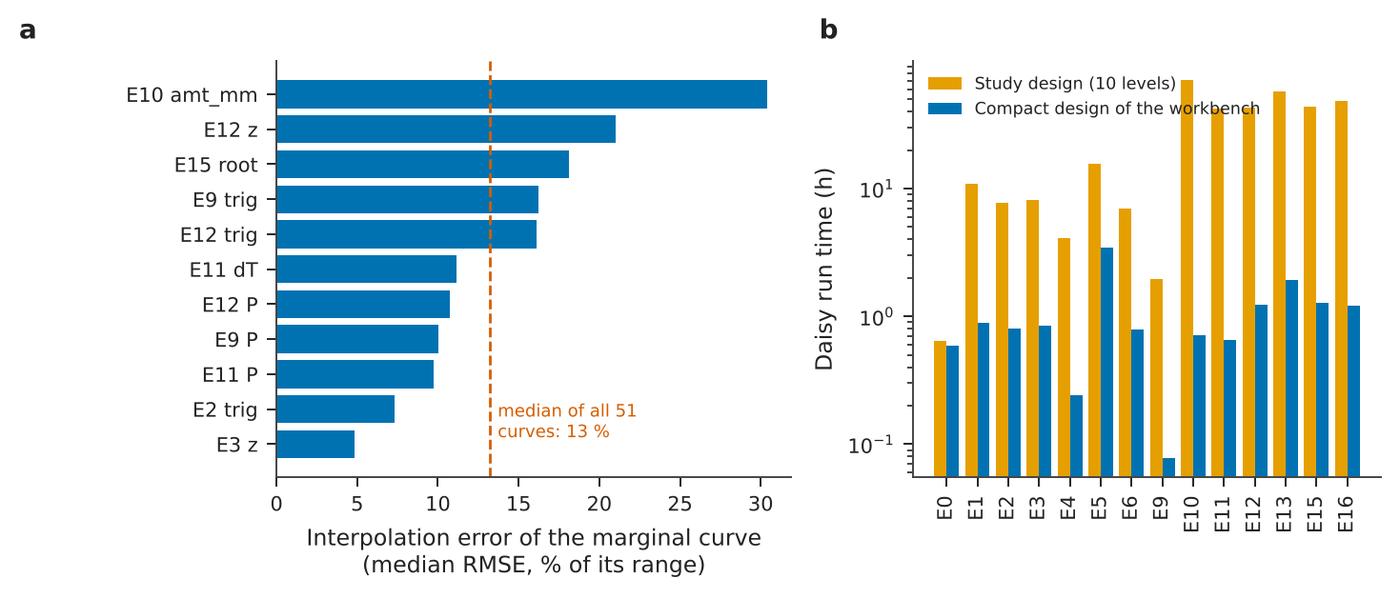 a
E10 amt_mm
E12 z
E15 root
E9 trig
E12 trig
E11 dT
E12 P
E9 P
E11 P
E2 trig
E3 z
median of all 51
curves: 13 %
0 5 10 15 20 25 30
Interpolation error of the marginal curve
(median RMSE, % of its range)
b
Study design (10 levels)
Compact design of the workbench
Daisy run time (h)
10¹
10⁰
10⁻¹
E0 E1 E2 E3 E4 E5 E6 E9 E10 E11 E12 E13 E15 E16